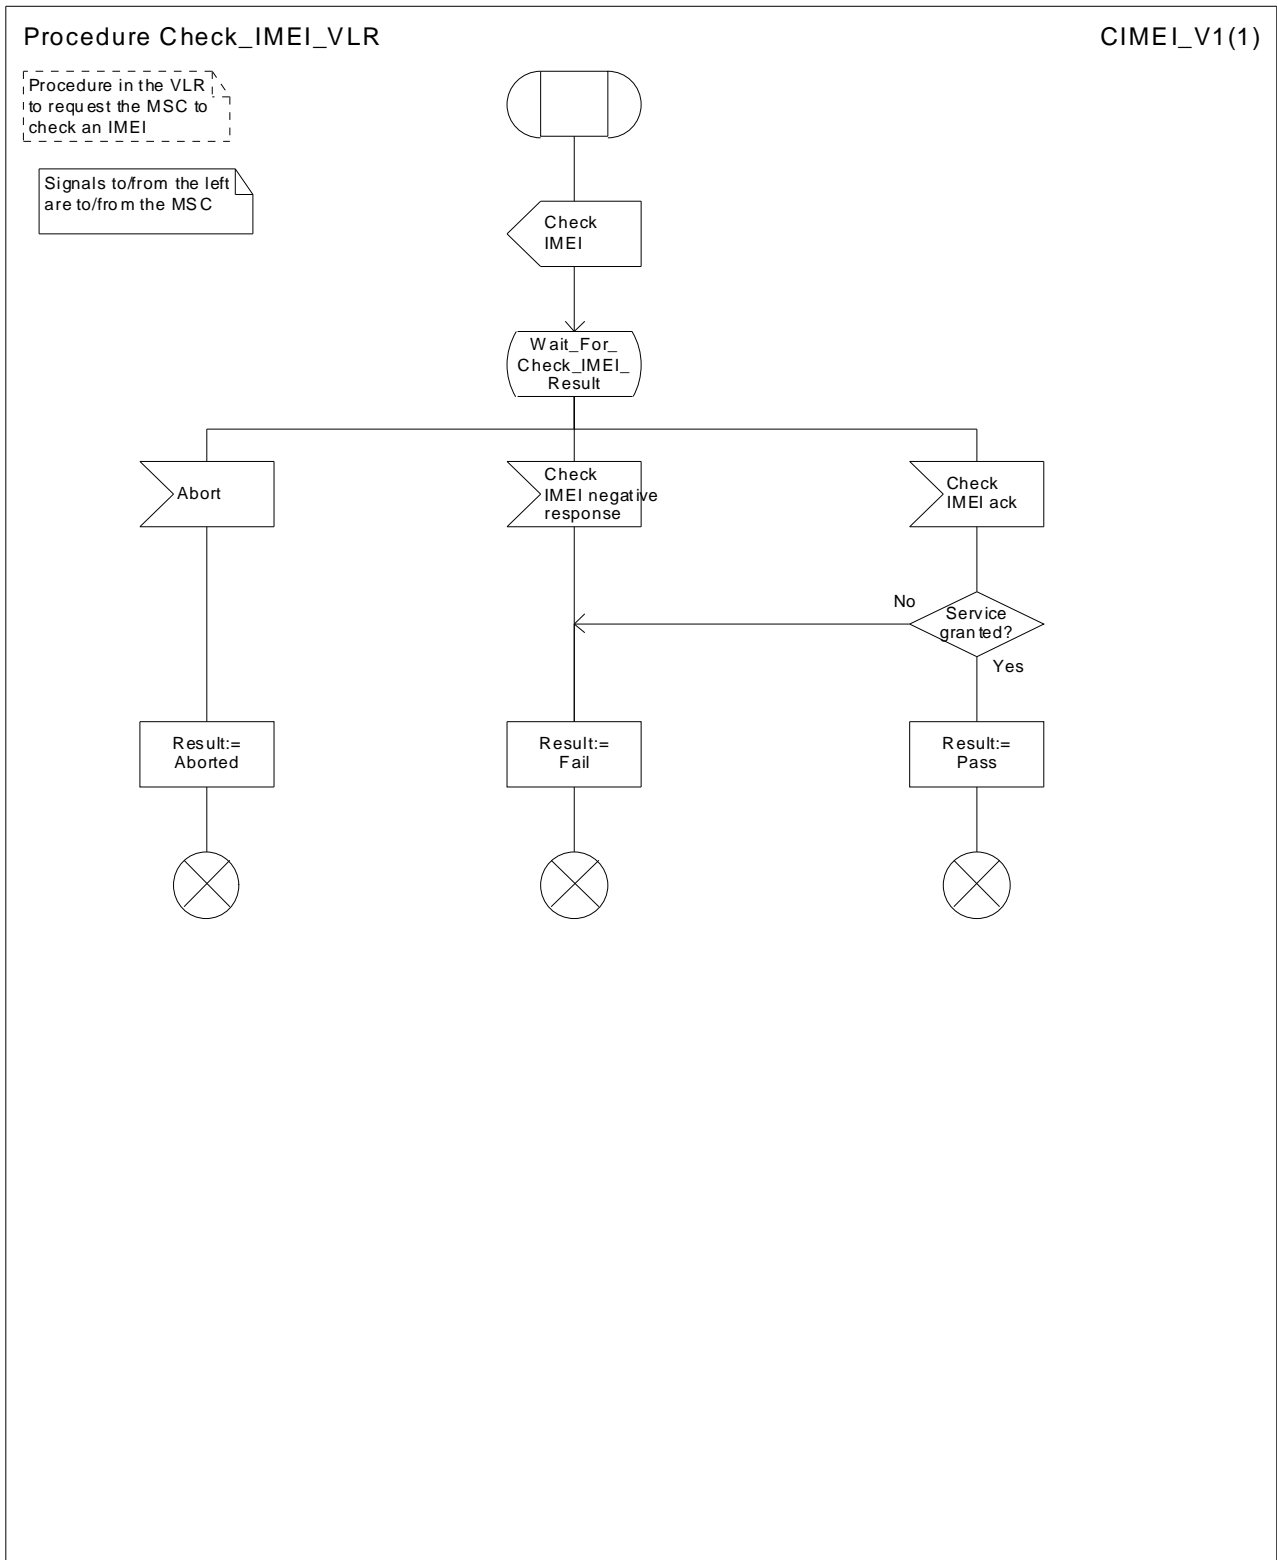 Procedure Check_IMEI_VLR
CIMEI_V1(1)
Procedure in the VLR
to request the MSC to
check an IMEI
Signals to/from the left
are to/from the MSC
Check
IMEI
Wait_For_
Check_IMEI_
Result
Abort
Check
IMEI negative
response
Check
IMEI ack
No
Service
granted?
Yes
Result:=
Aborted
Result:=
Fail
Result:=
Pass